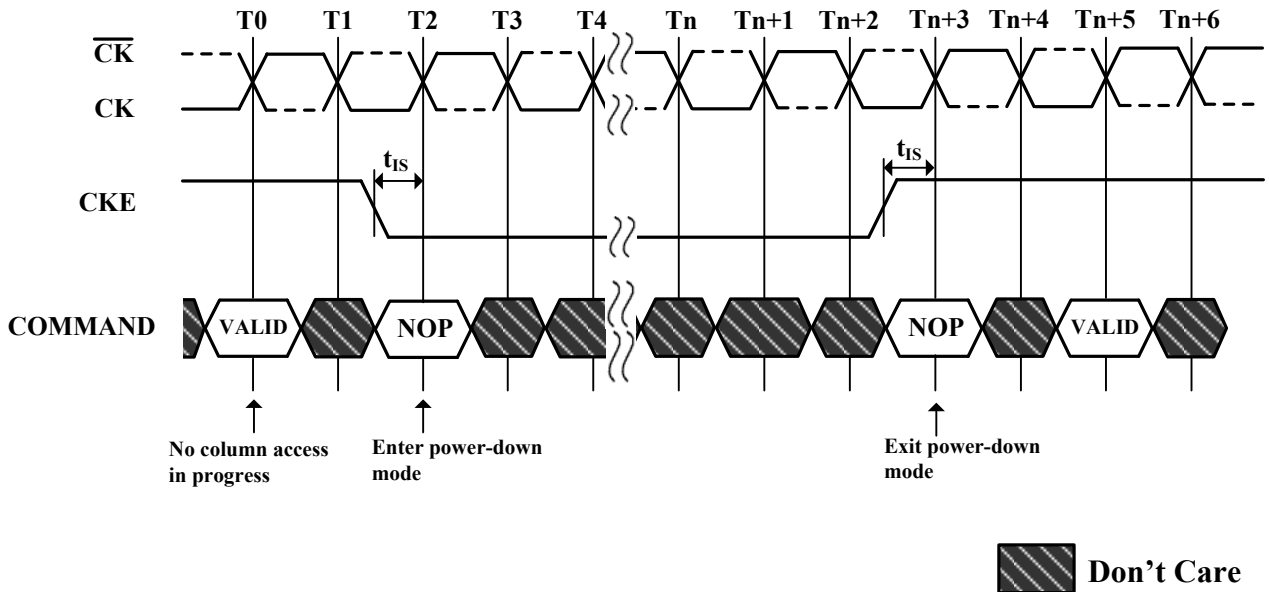 T0 T1 T2 T3 T4 Tn Tn+1 Tn+2 Tn+3 Tn+4 Tn+5 Tn+6
CK
CK
tIS
tIS
CKE
COMMAND
VALID
NOP
NOP
VALID
No column access
in progress
Enter power-down
mode
Exit power-down
mode
Don't Care